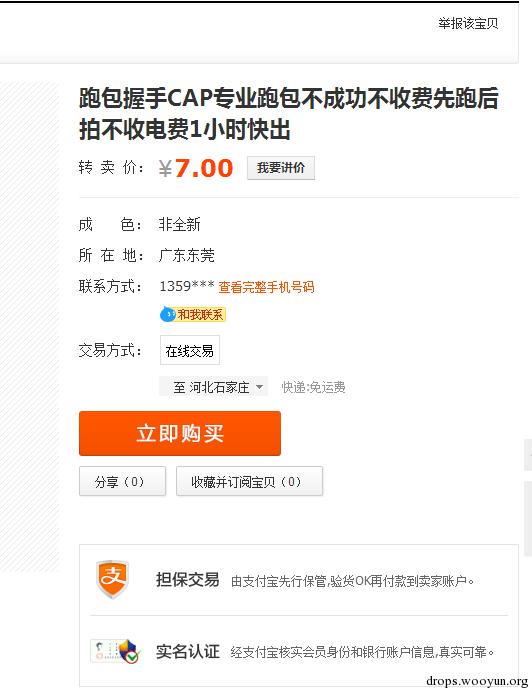 举报该宝贝
跑包握手CAP专业跑包不成功不收费先跑后
拍不收电费1小时快出
转 卖 价： ¥7.00 我要讲价
成 色： 非全新
所 在 地： 广东东莞
联系方式： 1359*** 查看完整手机号码
和我联系
交易方式： 在线交易
至 河北石家庄 快递:免运费
立即购买
分享（0） 收藏并订阅宝贝（0）
担保交易 由支付宝先行保管,验货OK再付款到卖家账户。
实名认证 经支付宝核实会员身份和银行账户信息,真实可靠。
drops.wooyun.org